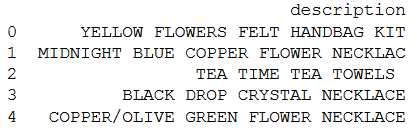 description
0 YELLOW FLOWERS FELT HANDBAG KIT
1 MIDNIGHT BLUE COPPER FLOWER NECKLAC
2 TEA TIME TEA TOWELS
3 BLACK DROP CRYSTAL NECKLACE
4 COPPER/OLIVE GREEN FLOWER NECKLACE